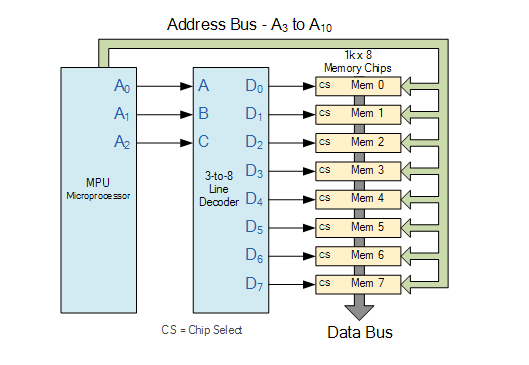 Address Bus - A3 to A10
1k x 8
Memory Chips
A0 A D0 cs Mem 0
A1 B D1 cs Mem 1
A2 C D2 cs Mem 2
D3 cs Mem 3
MPU
Microprocessor
3-to-8
Line
Decoder
D4 cs Mem 4
D5 cs Mem 5
D6 cs Mem 6
D7 cs Mem 7
CS = Chip Select
Data Bus